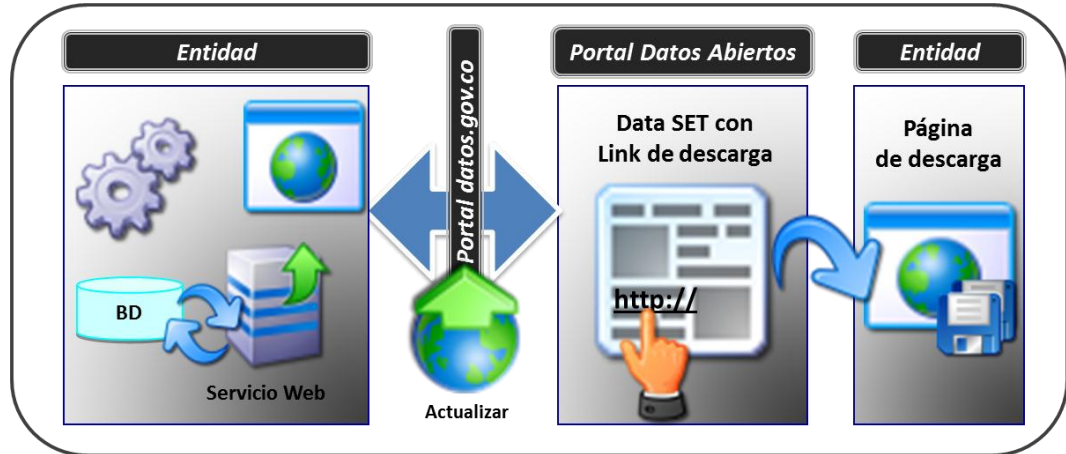 Entidad
BD
Servicio Web
Portal datos.gov.co
Actualizar
Portal Datos Abiertos
Data SET con
Link de descarga
http://
Entidad
Página
de descarga